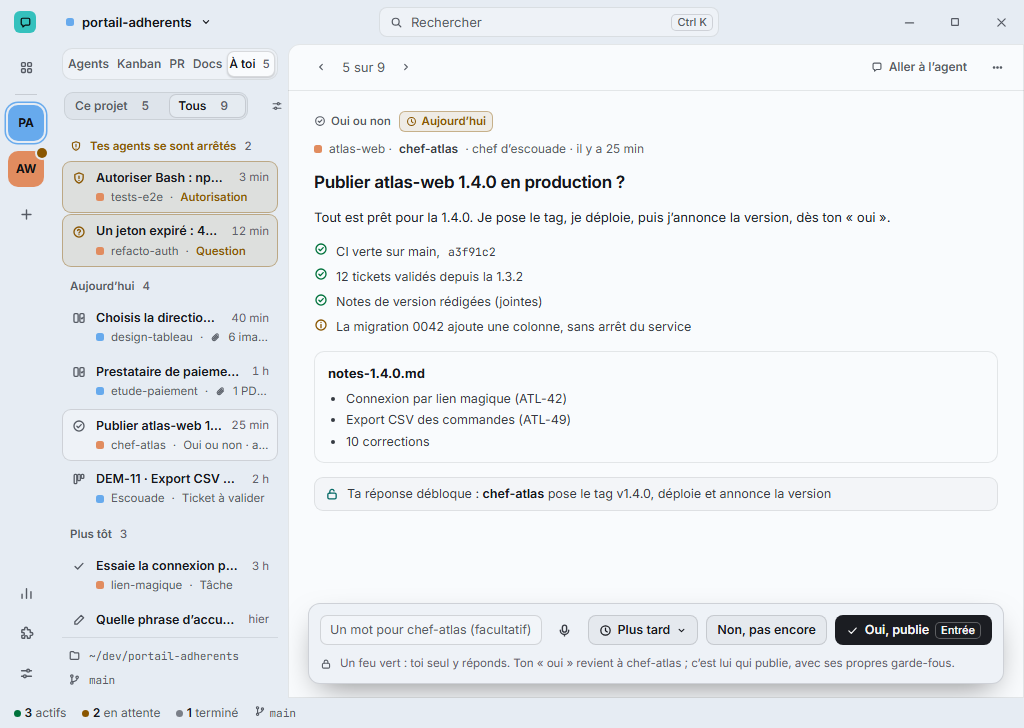 portail-adherents
Rechercher
Ctrl K
Agents Kanban PR Docs À toi 5
Ce projet 5 Tous 9
PA
AW
Tes agents se sont arrêtés 2
Autoriser Bash : np... 3 min
tests-e2e · Autorisation
Un jeton expiré : 4... 12 min
refacto-auth · Question
Aujourd’hui 4
Choisis la directio... 40 min
design-tableau · 6 ima...
Prestataire de paieme... 1 h
etude-paiement · 1 PD...
Publier atlas-web 1... 25 min
chef-atlas · Oui ou non · a...
DEM-11 · Export CSV ... 2 h
Escouade · Ticket à valider
Plus tôt 3
Essaie la connexion p... 3 h
lien-magique · Tâche
Quelle phrase d’accu... hier
~/dev/portail-adherents
main
5 sur 9
Aller à l’agent
Oui ou non Aujourd’hui
atlas-web · chef-atlas · chef d’escouade · il y a 25 min
Publier atlas-web 1.4.0 en production ?
Tout est prêt pour la 1.4.0. Je pose le tag, je déploie, puis j’annonce la version, dès ton « oui ».
CI verte sur main, a3f91c2
12 tickets validés depuis la 1.3.2
Notes de version rédigées (jointes)
La migration 0042 ajoute une colonne, sans arrêt du service
notes-1.4.0.md
• Connexion par lien magique (ATL-42)
• Export CSV des commandes (ATL-49)
• 10 corrections
Ta réponse débloque : chef-atlas pose le tag v1.4.0, déploie et annonce la version
Un mot pour chef-atlas (facultatif)
Plus tard
Non, pas encore
Oui, publie Entrée
Un feu vert : toi seul y réponds. Ton « oui » revient à chef-atlas ; c’est lui qui publie, avec ses propres garde-fous.
3 actifs 2 en attente 1 terminé main